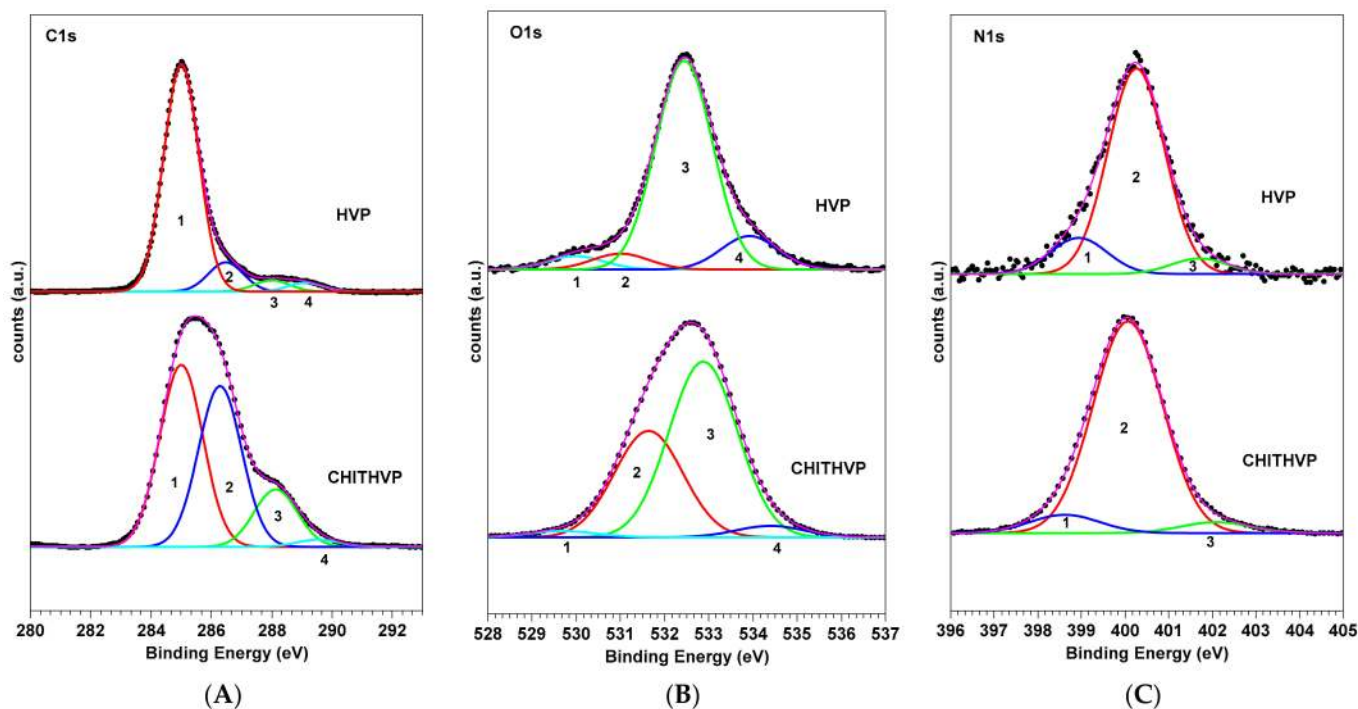 C1s
1
HVP
2
3
4
counts (a.u.)
1
2
3
CHITHVP
4
280 282 284 286 288 290 292
Binding Energy (eV)
(A)
O1s
3
HVP
4
1 2
counts (a.u.)
3
2
CHITHVP
1
4
528 529 530 531 532 533 534 535 536 537
Binding Energy (eV)
(B)
N1s
2
HVP
1
3
counts (a.u.)
2
CHITHVP
1
3
396 397 398 399 400 401 402 403 404 405
Binding Energy (eV)
(C)